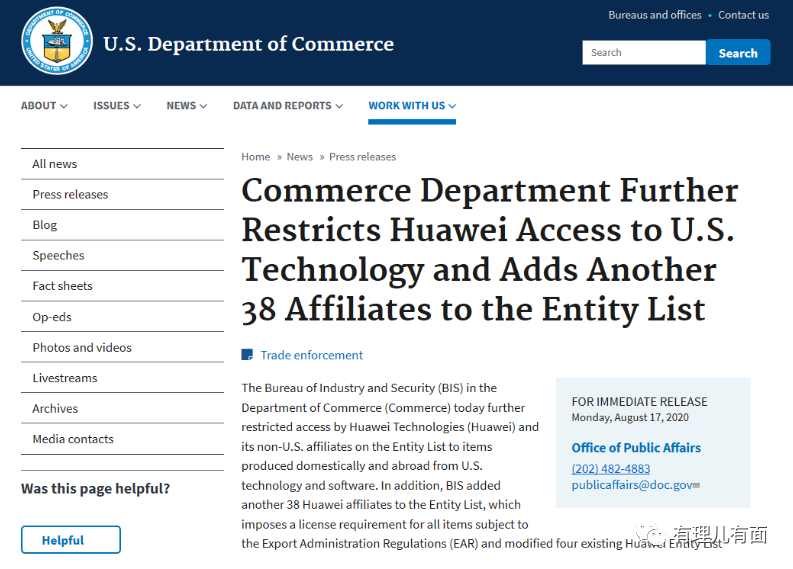 Bureaus and offices • Contact us
U.S. Department of Commerce
Search
Search
ABOUT
ISSUES
NEWS
DATA AND REPORTS
WORK WITH US
All news
Press releases
Blog
Speeches
Fact sheets
Op-eds
Photos and videos
Livestreams
Archives
Media contacts
Was this page helpful?
Helpful
Home » News » Press releases
Commerce Department Further
Restricts Huawei Access to U.S.
Technology and Adds Another
38 Affiliates to the Entity List
Trade enforcement
The Bureau of Industry and Security (BIS) in the
Department of Commerce (Commerce) today further
restricted access by Huawei Technologies (Huawei) and
its non-U.S. affiliates on the Entity List to items
produced domestically and abroad from U.S.
technology and software. In addition, BIS added
another 38 Huawei affiliates to the Entity List, which
imposes a license requirement for all items subject to
the Export Administration Regulations (EAR) and modified four existing Huawei Entity List
FOR IMMEDIATE RELEASE
Monday, August 17, 2020
Office of Public Affairs
(202) 482-4883
publicaffairs@doc.gov
有理儿有面